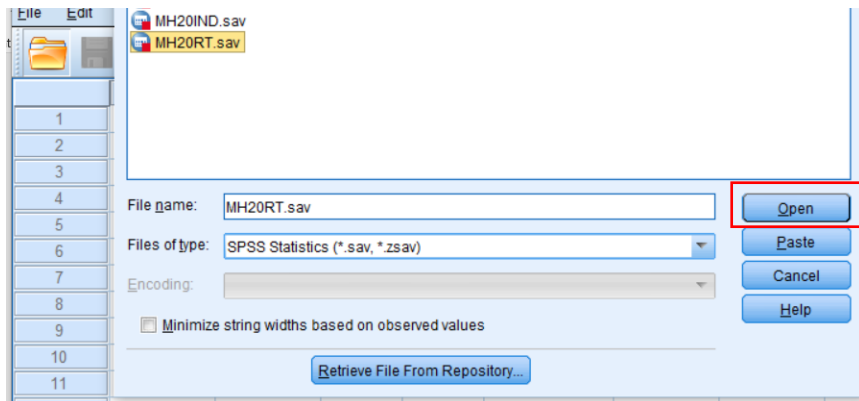 File Edit
MH20IND.sav
MH20RT.sav
1
2
3
4
5
6
7
8
9
10
11
File name: MH20RT.sav
Files of type: SPSS Statistics (*.sav, *.zsav)
Encoding:
Minimize string widths based on observed values
Retrieve File From Repository...
Open
Paste
Cancel
Help